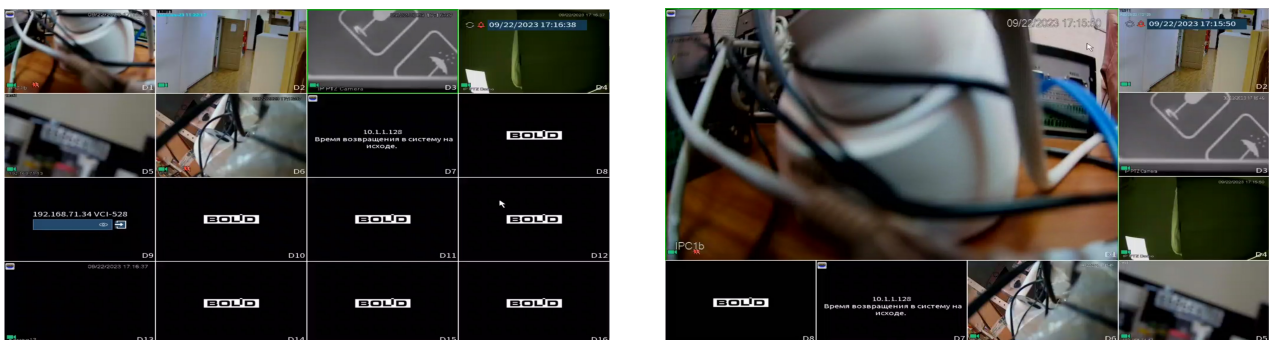 09/22/2023 17:16:38
D1
D2
IP PTZ Camera
D3
D4
D5
D6
10.1.1.128
Время возвращения в систему на
исходе.
D7
BOLID
D8
192.168.71.34 VCI-528
D9
BOLID
D10
BOLID
D11
BOLID
D12
09/22/2023 17:16:37
D13
BOLID
D14
BOLID
D15
BOLID
D16
09/22/2023 17:15:50
IPC1b
D1
09/22/2023 17:15:50
D2
IP PTZ Camera
D3
D4
BOLID
D8
10.1.1.128
Время возвращения в систему на
исходе.
D7
D6
D5